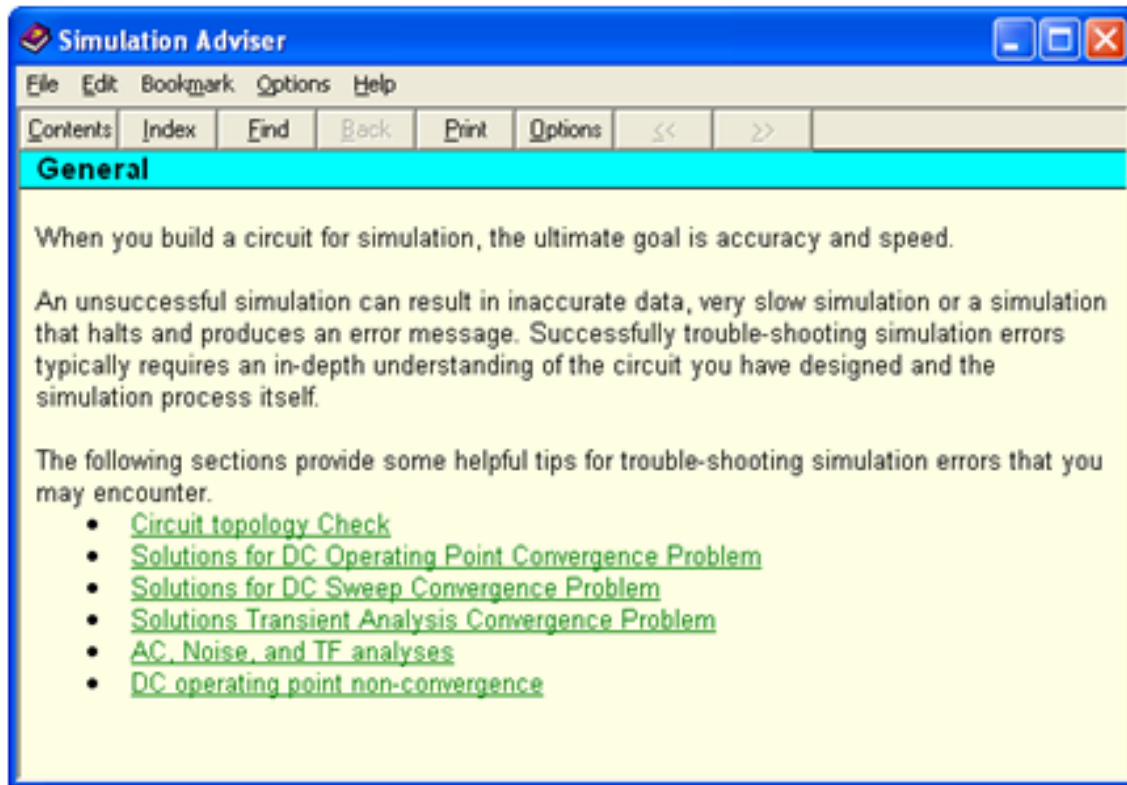 Simulation Adviser
File Edit Bookmark Options Help
Contents Index Find Back Print Options << >>
General
When you build a circuit for simulation, the ultimate goal is accuracy and speed.
An unsuccessful simulation can result in inaccurate data, very slow simulation or a simulation
that halts and produces an error message. Successfully trouble-shooting simulation errors
typically requires an in-depth understanding of the circuit you have designed and the
simulation process itself.
The following sections provide some helpful tips for trouble-shooting simulation errors that you
may encounter.
• Circuit topology Check
• Solutions for DC Operating Point Convergence Problem
• Solutions for DC Sweep Convergence Problem
• Solutions Transient Analysis Convergence Problem
• AC, Noise, and TF analyses
• DC operating point non-convergence